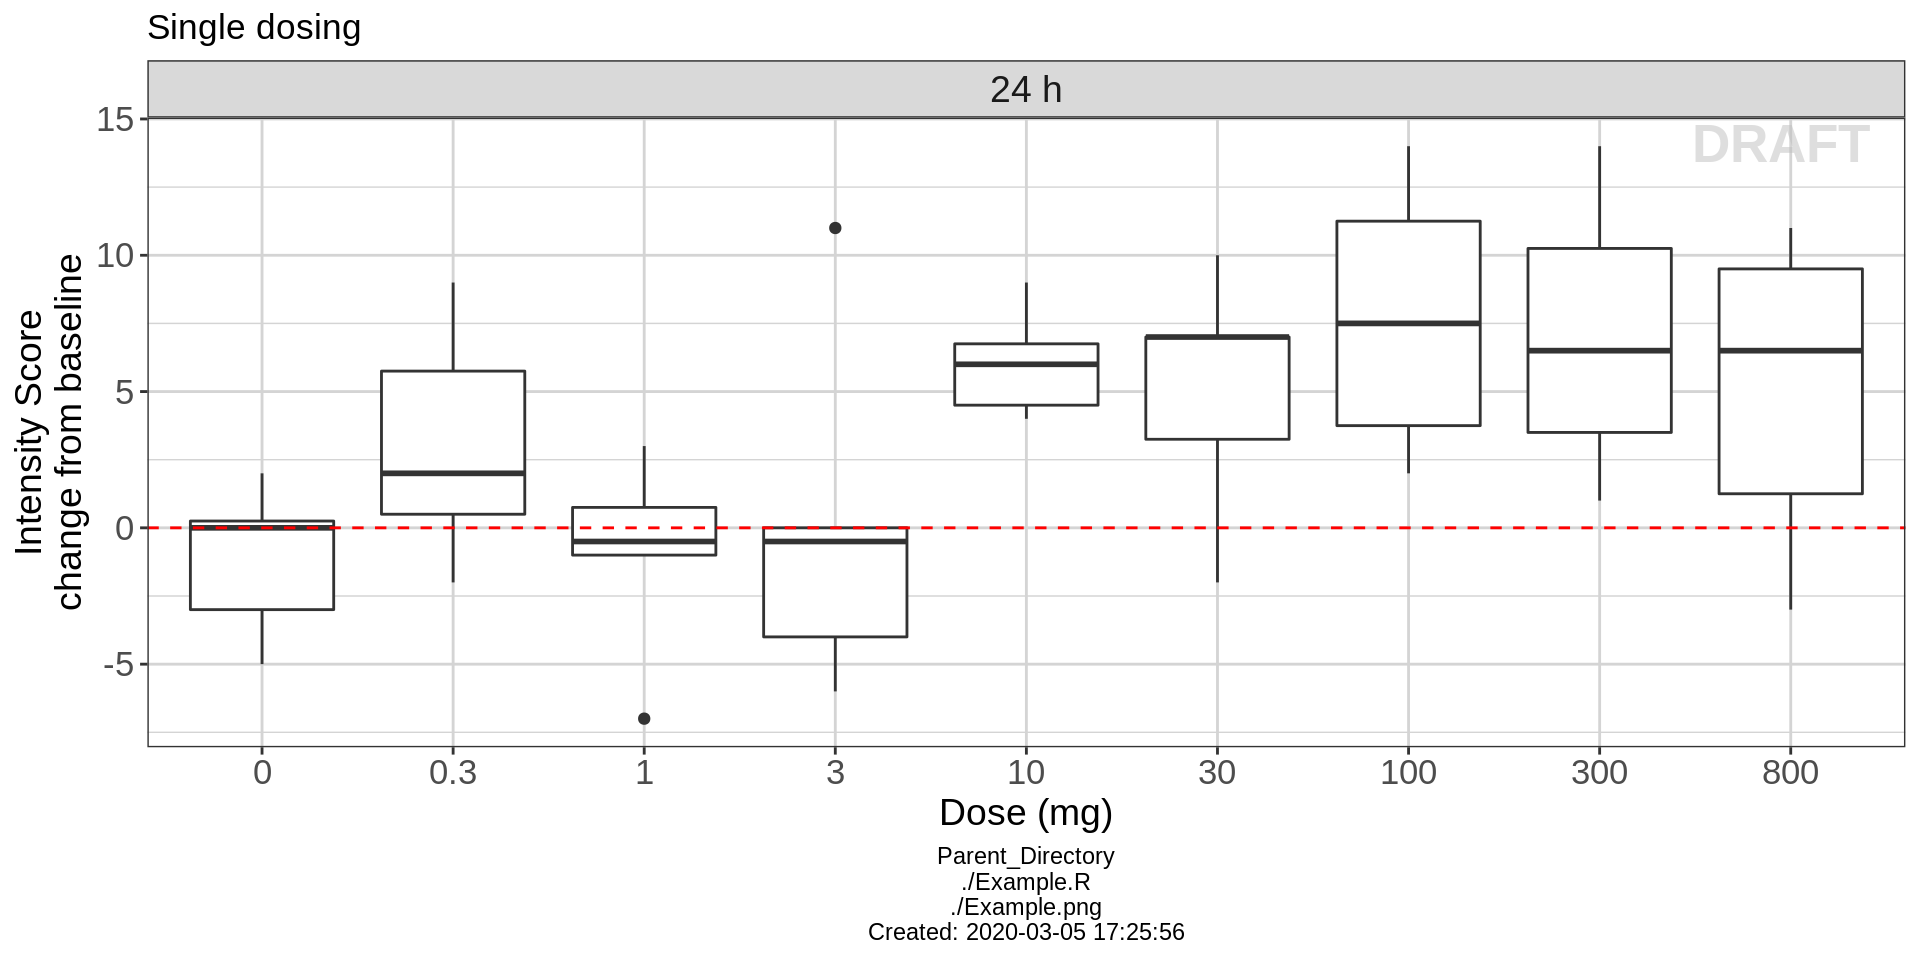 Single dosing
24 h
DRAFT
15
10
5
0
-5
Intensity Score
change from baseline
0 0.3 1 3 10 30 100 300 800
Dose (mg)
Parent_Directory
./Example.R
./Example.png
Created: 2020-03-05 17:25:56